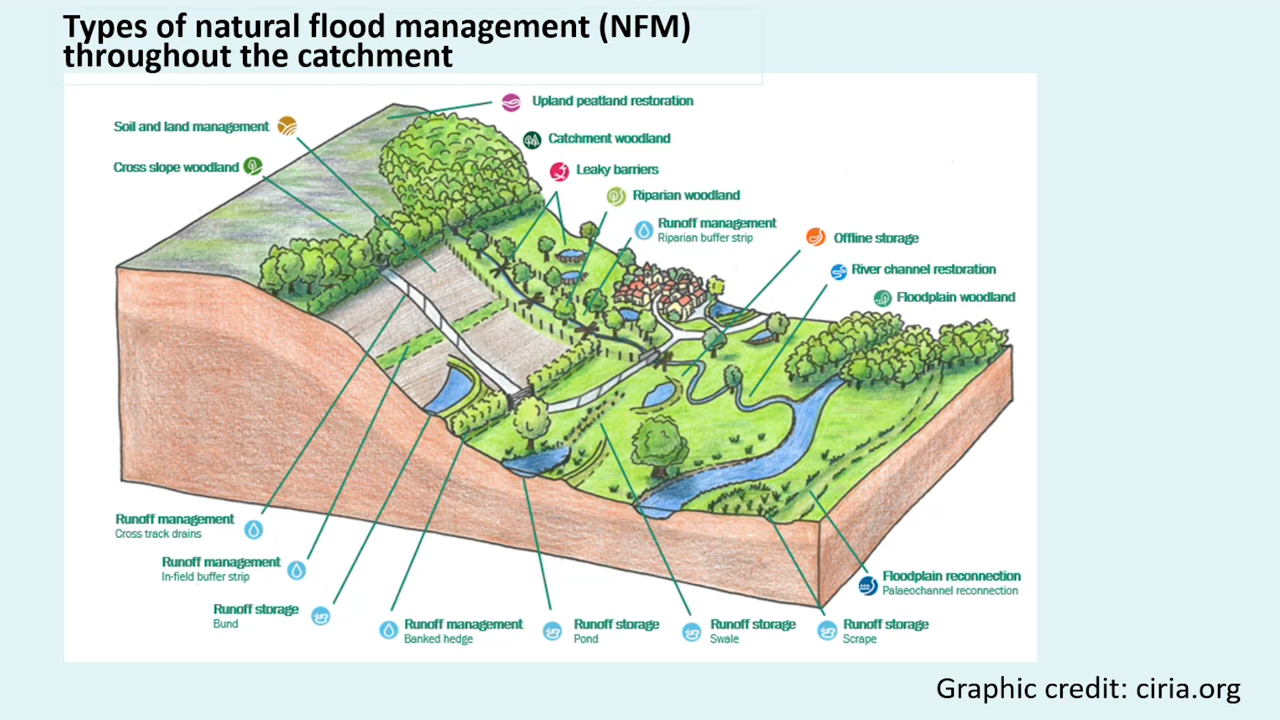 Types of natural flood management (NFM)
throughout the catchment
Upland peatland restoration
Soil and land management
Catchment woodland
Cross slope woodland
Leaky barriers
Riparian woodland
Runoff management
Riparian buffer strip
Offline storage
River channel restoration
Floodplain woodland
Runoff management
Cross track drains
Runoff management
In-field buffer strip
Runoff storage
Bund
Runoff management
Banked hedge
Runoff storage
Pond
Runoff storage
Swale
Runoff storage
Scrape
Floodplain reconnection
Palaeochannel reconnection
Graphic credit: ciria.org